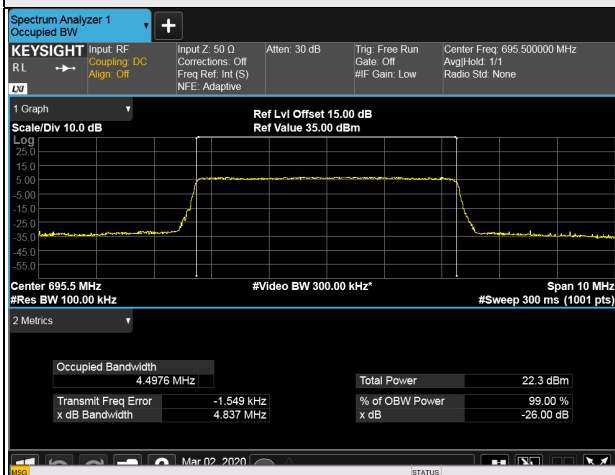 Spectrum Analyzer 1
Occupied BW
KEYSIGHT
RL
LXI
Input: RF
Coupling: DC
Align: Off
Input Z: 50 Ω
Corrections: Off
Freq Ref: Int (S)
NFE: Adaptive
Atten: 30 dB
Trig: Free Run
Gate: Off
#IF Gain: Low
Center Freq: 695.500000 MHz
Avg|Hold: 1/1
Radio Std: None
1 Graph
Scale/Div 10.0 dB
Ref Lvl Offset 15.00 dB
Ref Value 35.00 dBm
Log
25.0
15.0
5.00
-5.00
-15.0
-25.0
-35.0
-45.0
-55.0
Center 695.5 MHz
#Video BW 300.00 kHz*
Span 10 MHz
#Res BW 100.00 kHz
#Sweep 300 ms (1001 pts)
2 Metrics
Occupied Bandwidth
4.4976 MHz
Total Power 22.3 dBm
Transmit Freq Error -1.549 kHz
% of OBW Power 99.00 %
x dB Bandwidth 4.837 MHz
x dB -26.00 dB
Mar 02, 2020
MSG
STATUS